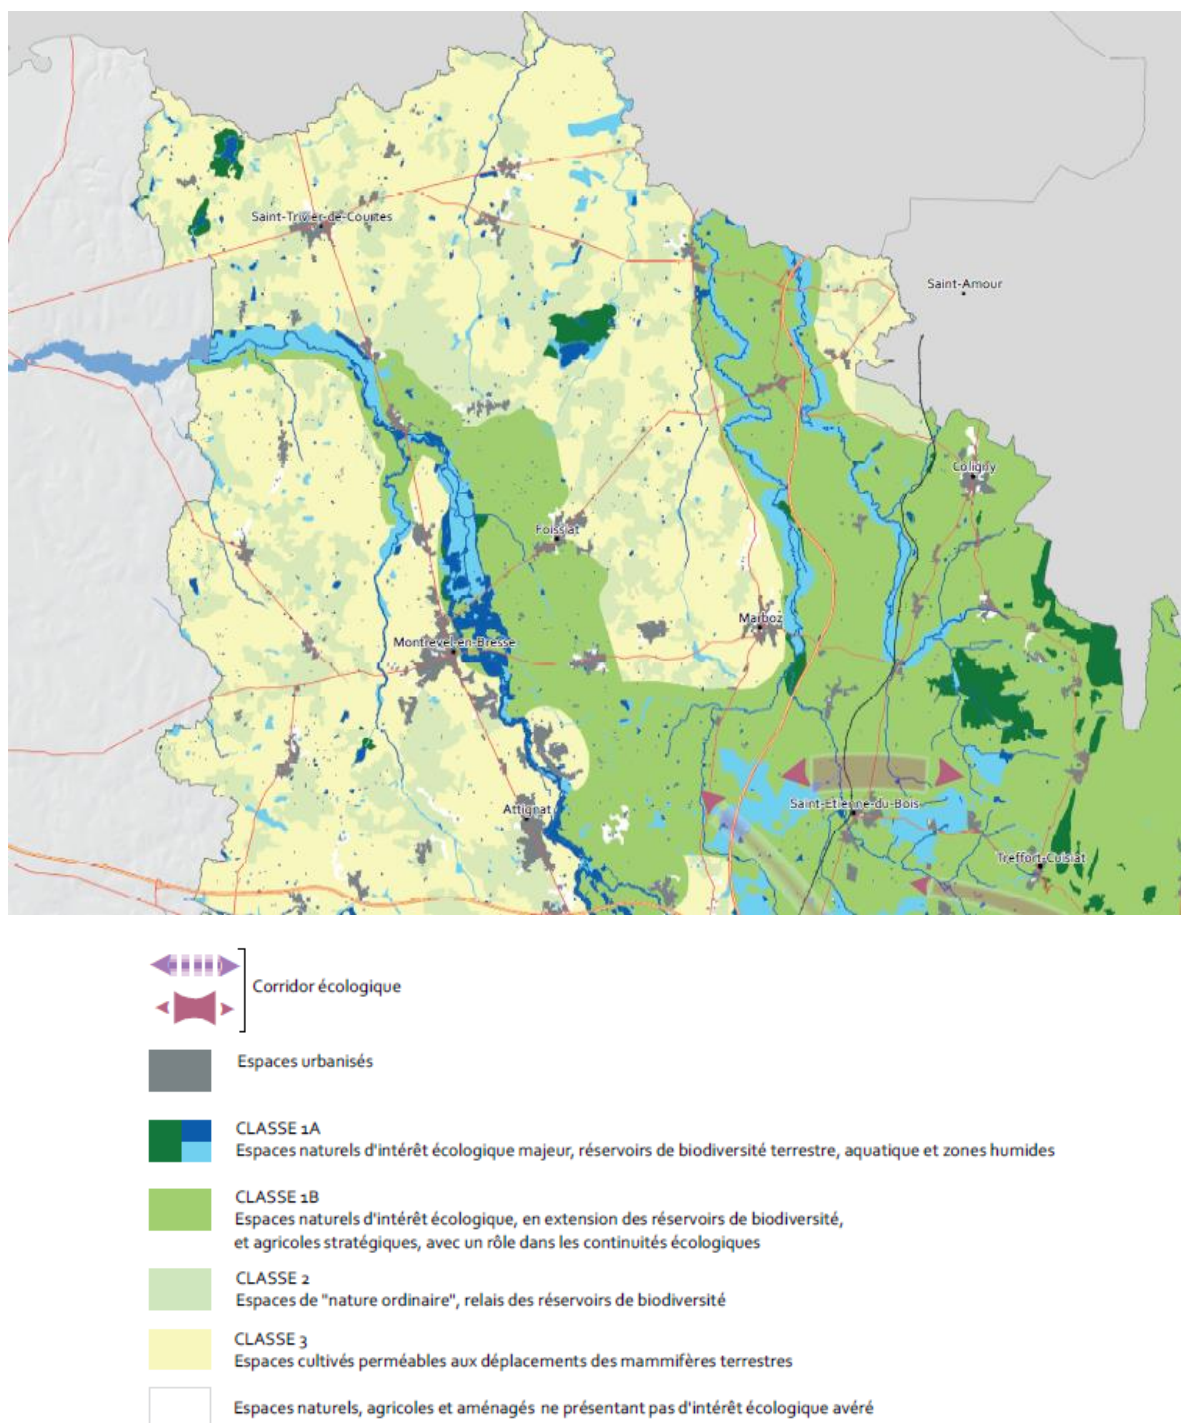 Saint-Trivier-de-Courtes
Saint-Amour
Coligny
Foissiat
Marboz
Montrevel-en-Bresse
Saint-Etienne-du-Bois
Attignat
Treffort-Cuisiat
Corridor écologique
Espaces urbanisés
CLASSE 1A
Espaces naturels d'intérêt écologique majeur, réservoirs de biodiversité terrestre, aquatique et zones humides
CLASSE 1B
Espaces naturels d'intérêt écologique, en extension des réservoirs de biodiversité,
et agricoles stratégiques, avec un rôle dans les continuités écologiques
CLASSE 2
Espaces de "nature ordinaire", relais des réservoirs de biodiversité
CLASSE 3
Espaces cultivés perméables aux déplacements des mammifères terrestres
Espaces naturels, agricoles et aménagés ne présentant pas d'intérêt écologique avéré